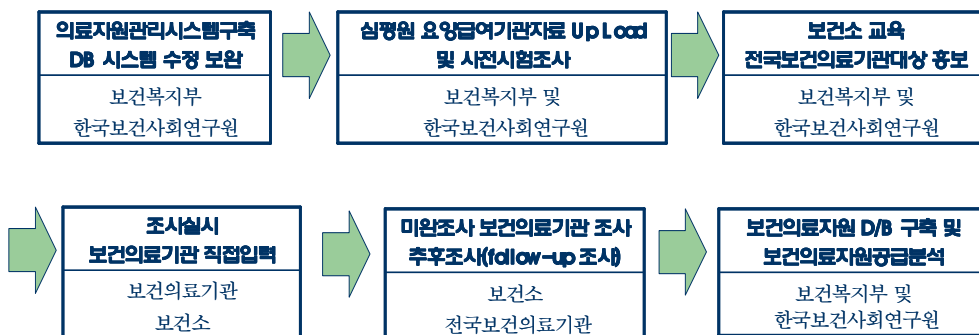 의료자원관리시스템구축
DB 시스템 수정 보완
보건복지부
한국보건사회연구원
심평원 요양급여기관자료 UpLoad
및 사전시험조사
보건복지부 및
한국보건사회연구원
보건소 교육
전국보건의료기관대상 홍보
보건복지부 및
한국보건사회연구원
조사실시
보건의료기관 직접입력
보건의료기관
보건소
미완조사 보건의료기관 조사
추후조사(follow-up 조사)
보건소
전국보건의료기관
보건의료자원 D/B 구축 및
보건의료자원공급분석
보건복지부 및
한국보건사회연구원